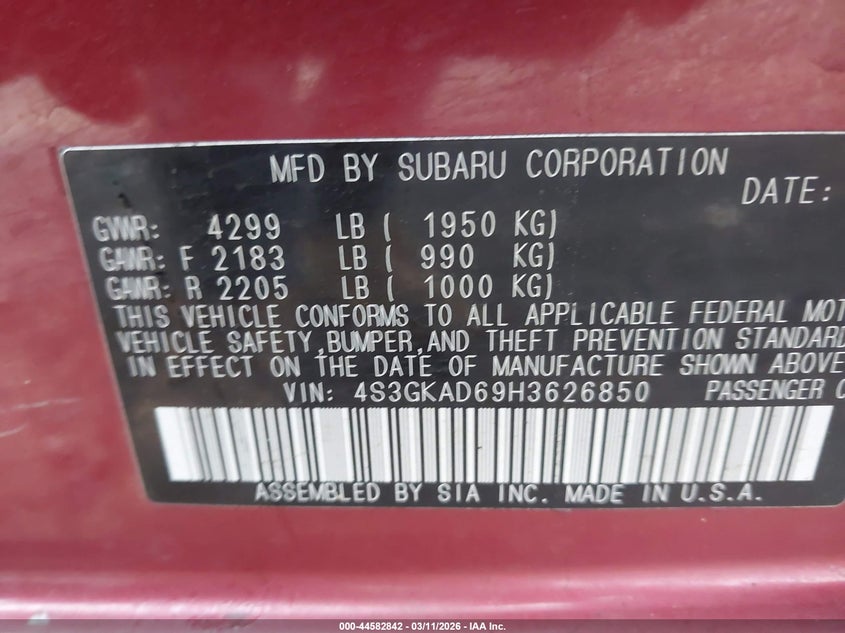 MFD BY SUBARU CORPORATION
DATE:
GVWR: 4299 LB ( 1950 KG)
GAWR: F 2183 LB ( 990 KG)
GAWR: R 2205 LB ( 1000 KG)
THIS VEHICLE CONFORMS TO ALL APPLICABLE FEDERAL MOT
VEHICLE SAFETY,BUMPER,AND THEFT PREVENTION STANDARD
IN EFFECT ON THE DATE OF MANUFACTURE SHOWN ABOVE
VIN: 4S3GKAD69H3626850 PASSENGER C
ASSEMBLED BY SIA INC. MADE IN U.S.A.
000-44582842 - 03/11/2026 - IAA Inc.